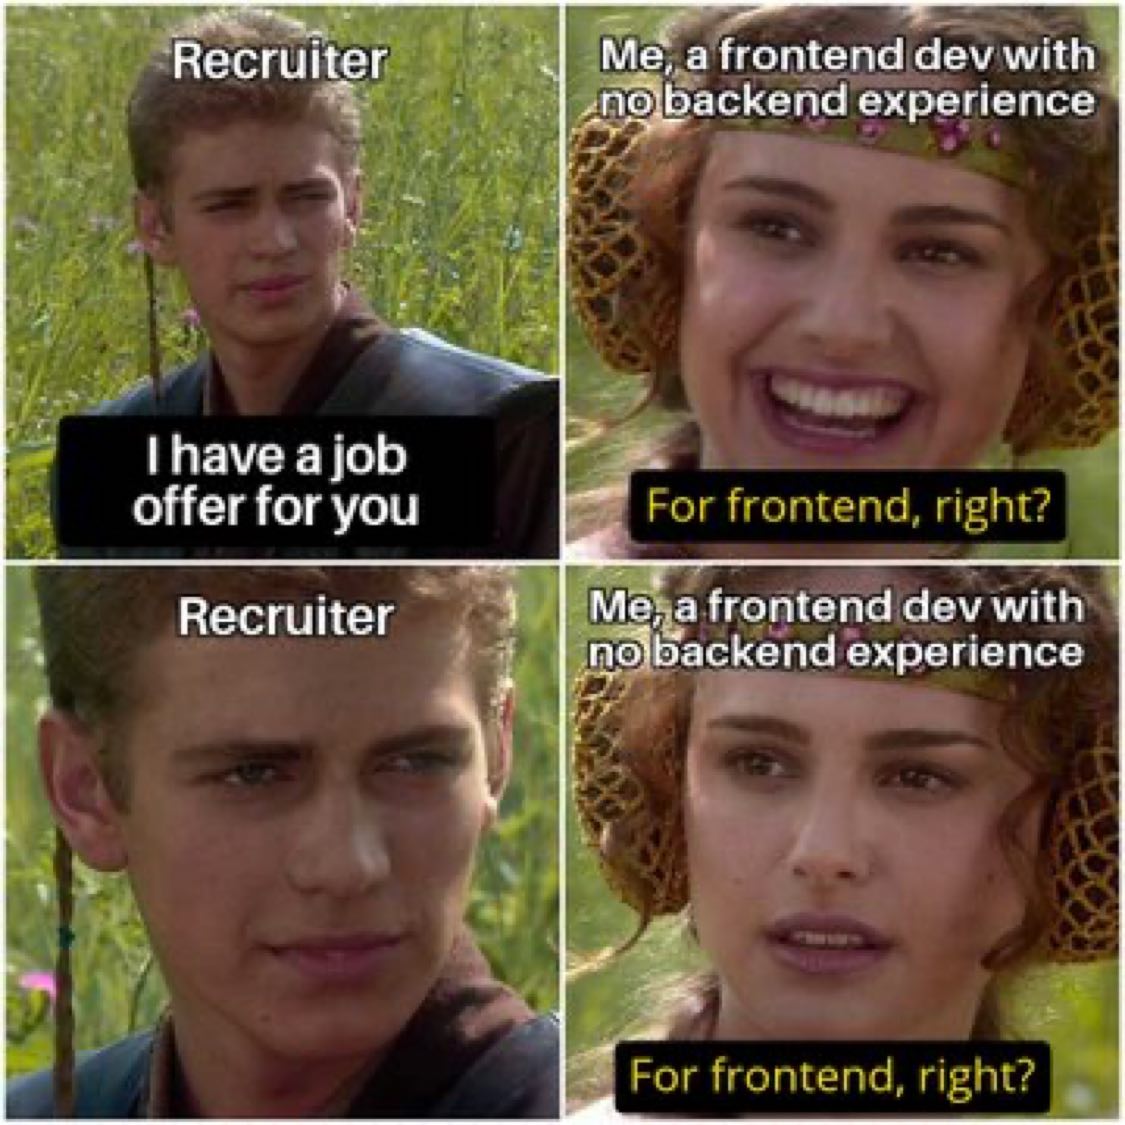 Recruiter
I have a job
offer for you
Me, a frontend dev with
no backend experience
For frontend, right?
Recruiter
Me, a frontend dev with
no backend experience
For frontend, right?